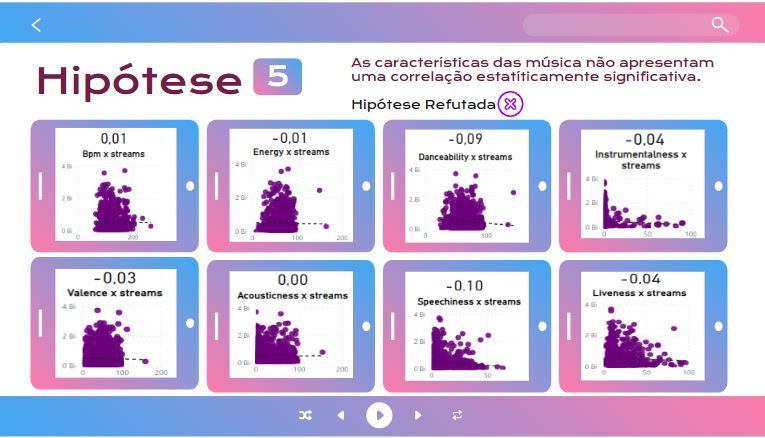 Hipótese 5
As características das música não apresentam
uma correlação estatíticamente significativa.
Hipótese Refutada
0,01
Bpm x streams
4 Bi
2 Bi
0 Bi
0 200
-0,01
Energy x streams
4 Bi
2 Bi
0 Bi
0 100 200
-0,09
Danceability x streams
4 Bi
2 Bi
0 Bi
0 100
-0,04
Instrumentalness x
streams
4 Bi
2 Bi
0 Bi
0 50 100
-0,03
Valence x streams
4 Bi
2 Bi
0 Bi
0 100 200
0,00
Acousticness x streams
4 Bi
2 Bi
0 Bi
0 100 200
-0.10
Speechiness x streams
4 Bi
2 Bi
0 Bi
0 50
-0,04
Liveness x streams
4 Bi
2 Bi
0 Bi
0 50 100